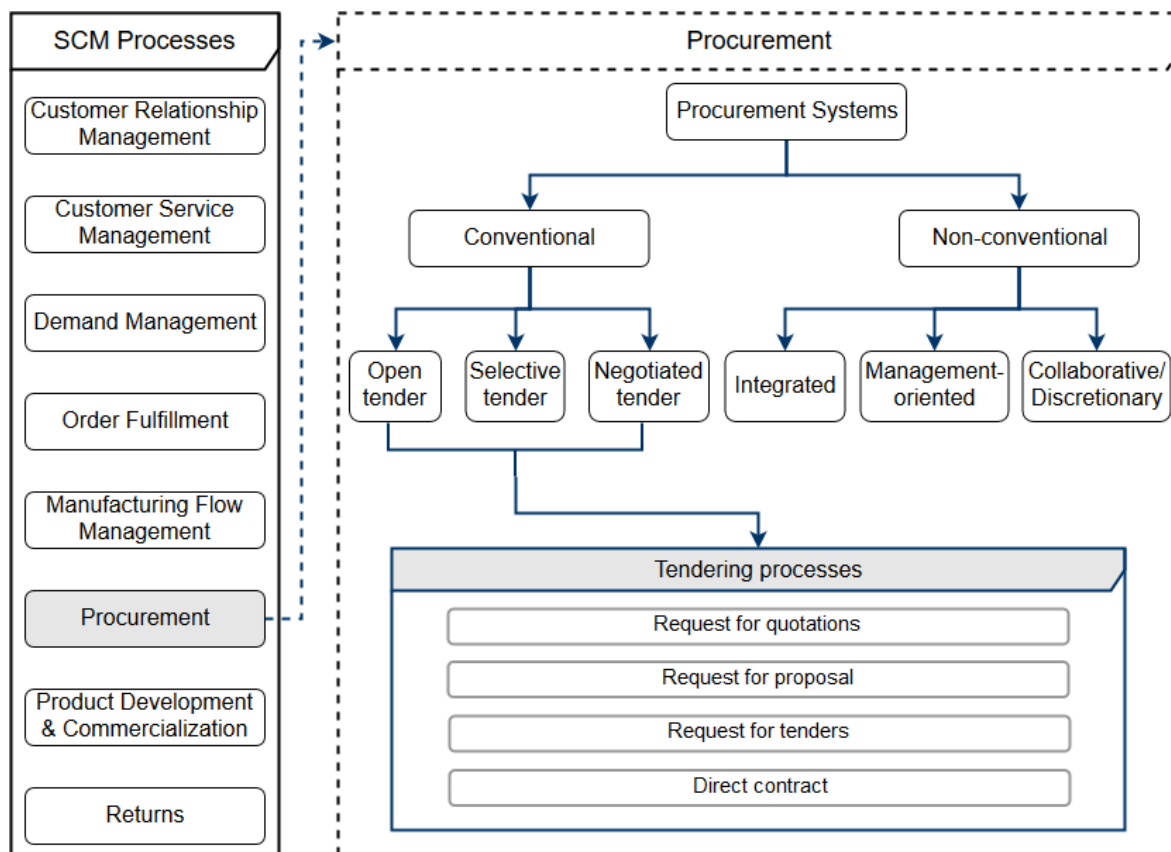 SCM Processes
Customer Relationship
Management
Customer Service
Management
Demand Management
Order Fulfillment
Manufacturing Flow
Management
Procurement
Product Development
& Commercialization
Returns
Procurement
Procurement Systems
Conventional
Non-conventional
Open
tender
Selective
tender
Negotiated
tender
Integrated
Management-
oriented
Collaborative/
Discretionary
Tendering processes
Request for quotations
Request for proposal
Request for tenders
Direct contract